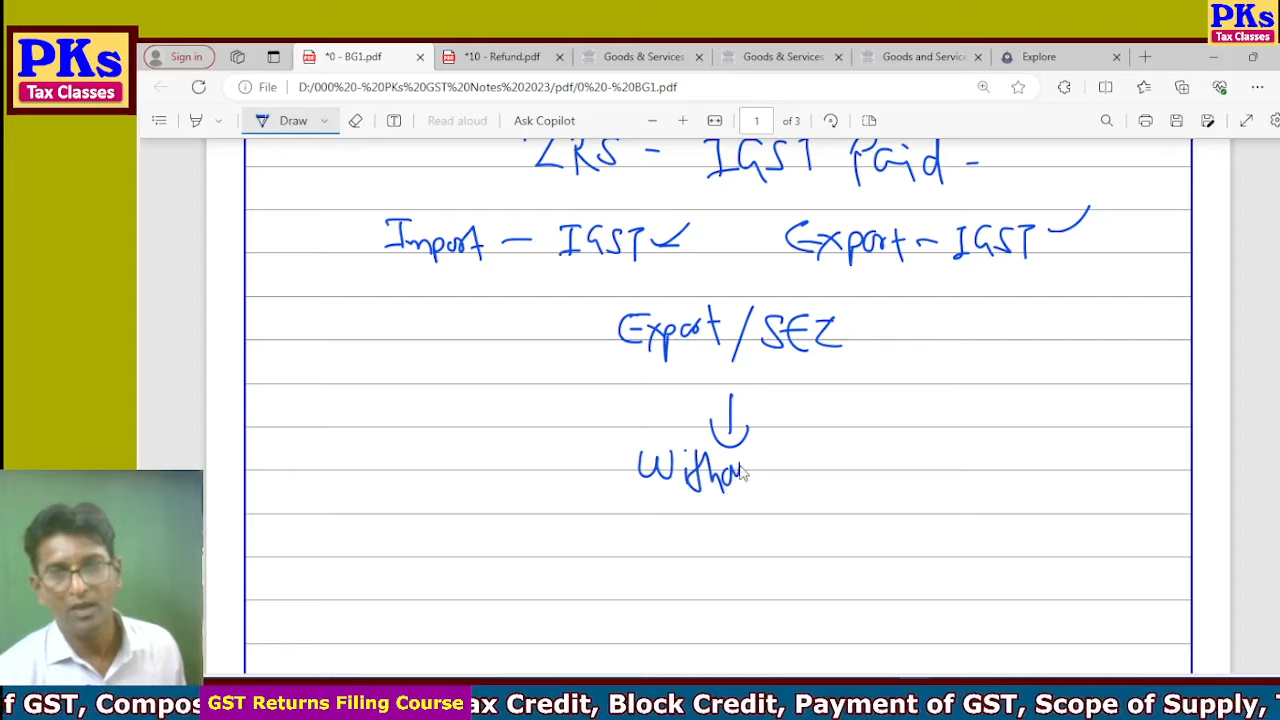 PKs
Tax Classes
PKs
Tax Classes
Sign in
*0 - BG1.pdf
*10 - Refund.pdf
Goods & Services
Goods & Services
Goods and Service
Explore
File
D:/000%20-%20PKs%20GST%20Notes%202023/pdf/0%20-%20BG1.pdf
Draw
Read aloud
Ask Copilot
1 of 3
ZRS - IGST Paid -
Import - IGST ✓ Export - IGST ✓
Export / SEZ
↓
Witho
f GST, Compos
GST Returns Filing Course
ax Credit, Block Credit, Payment of GST, Scope of Supply,